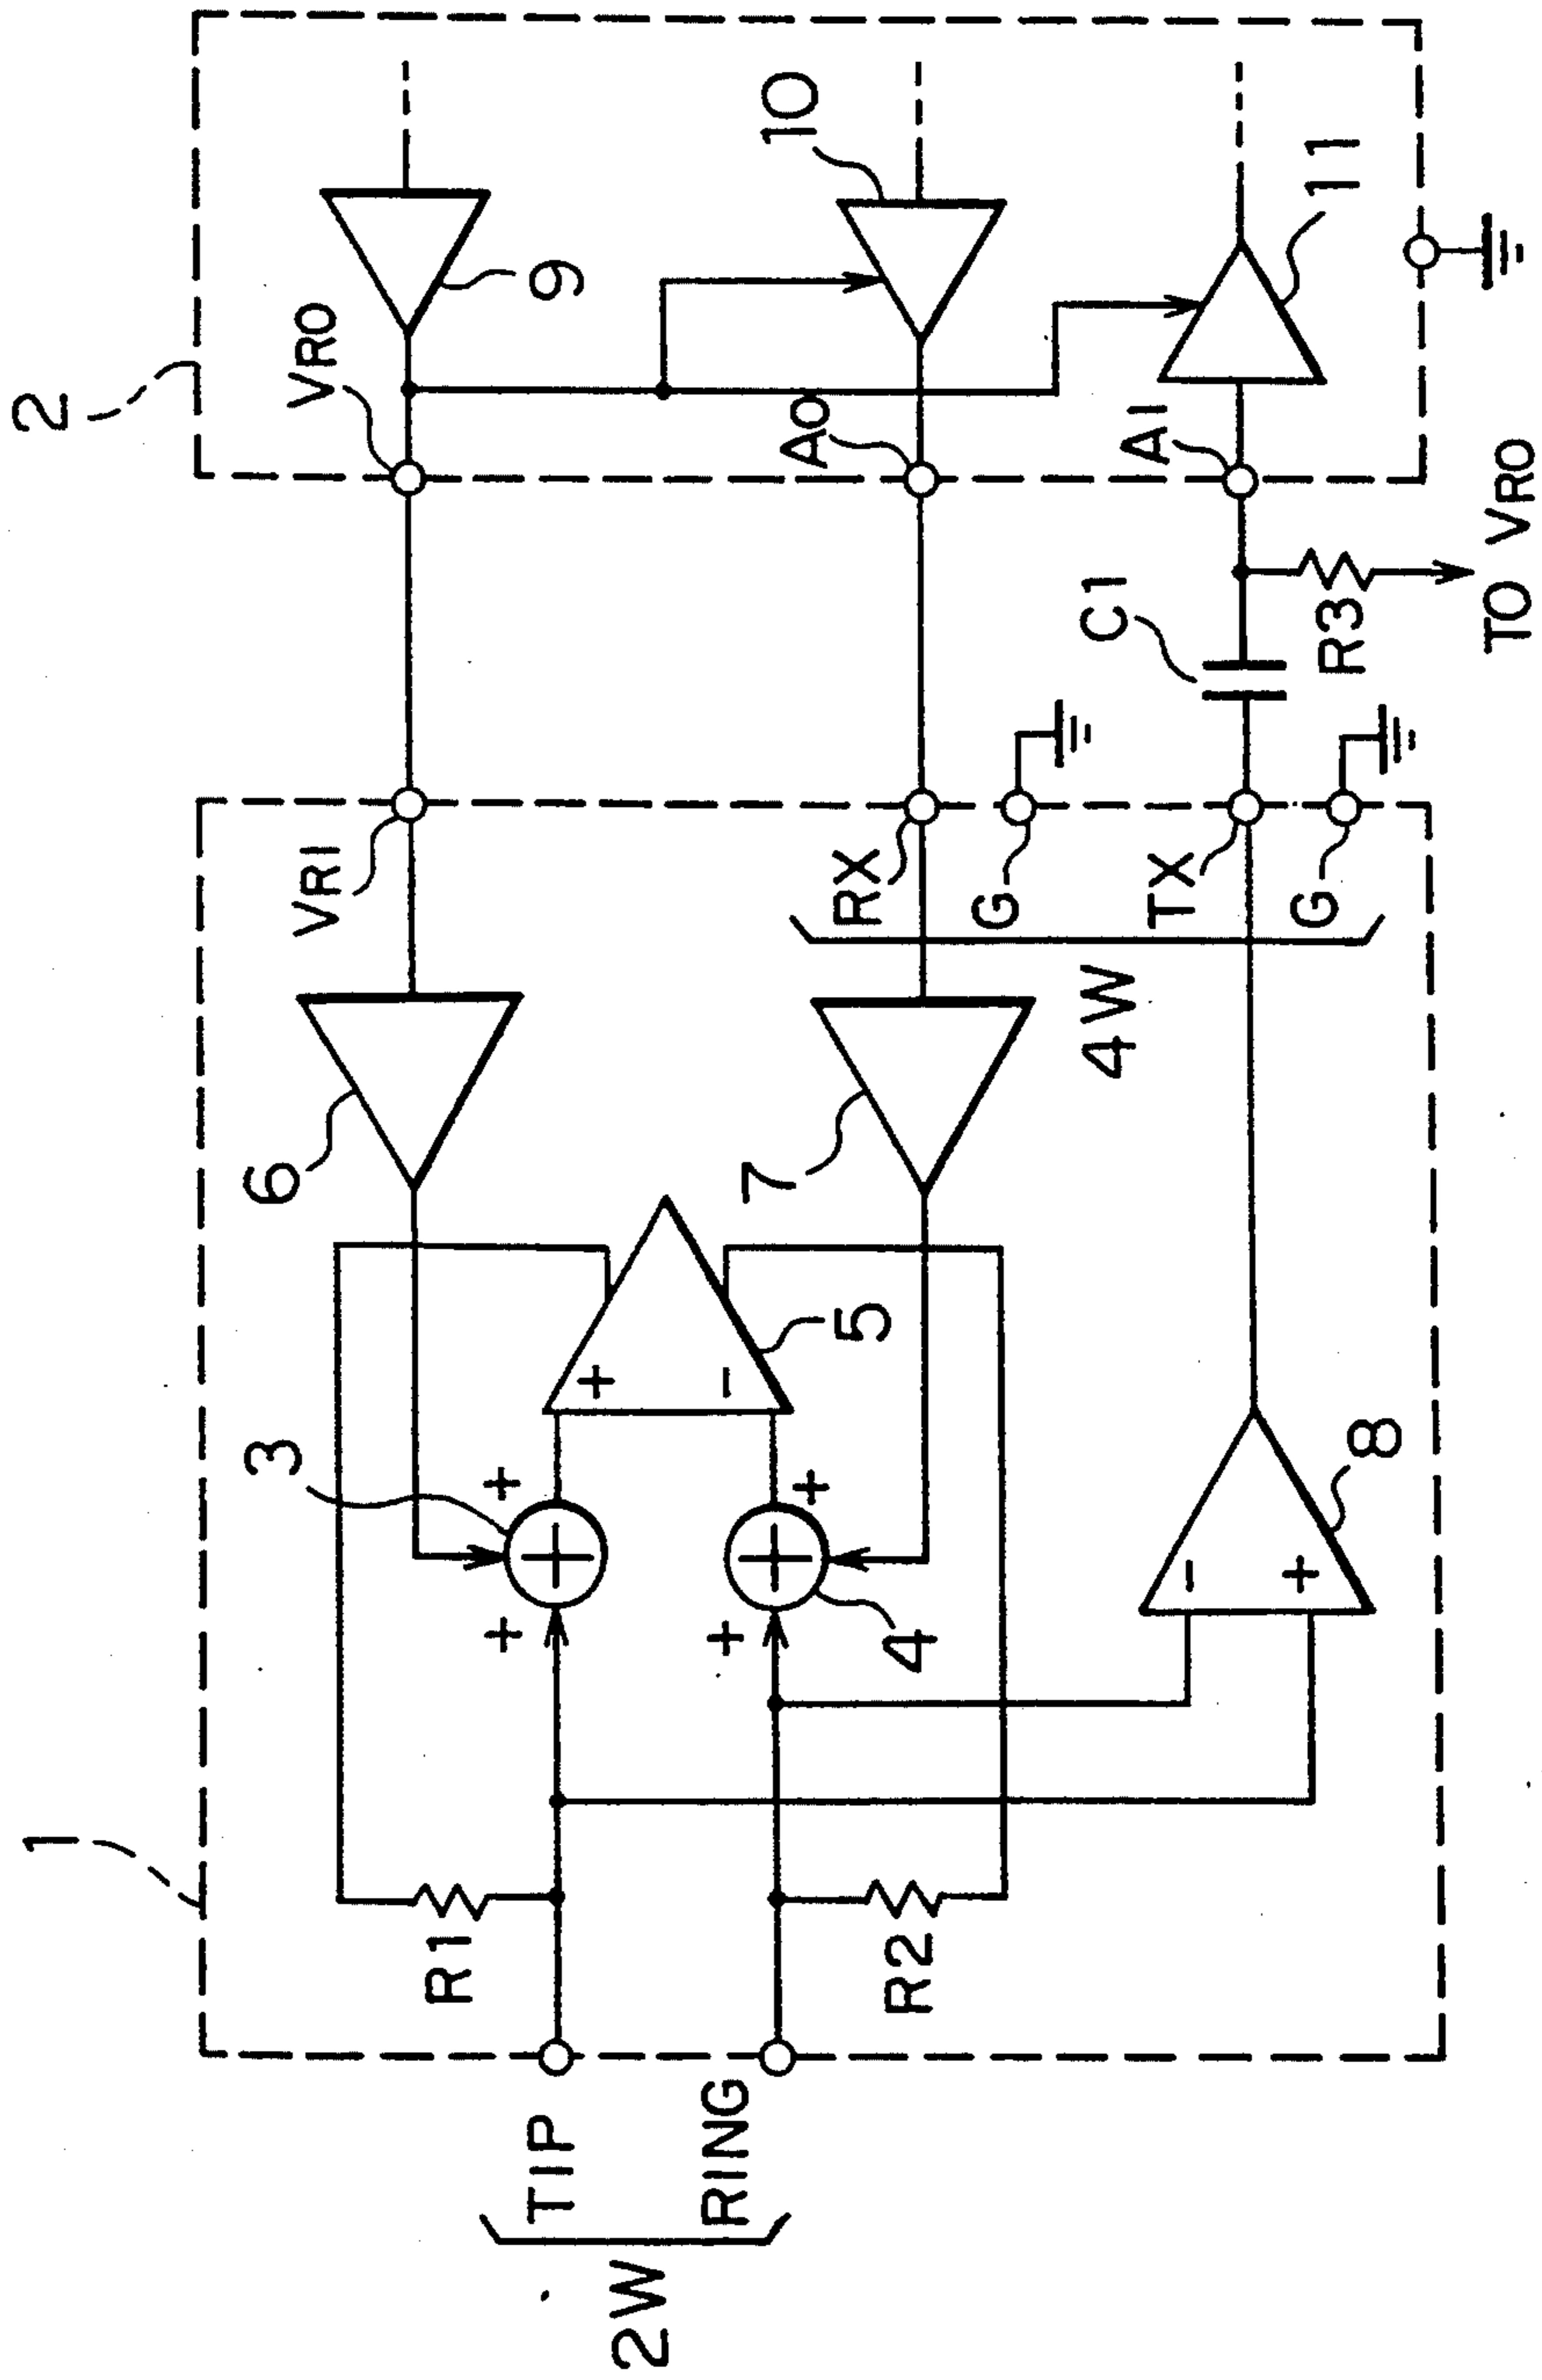 1
2
3
6
VRI
VRO
9
R1
+
+
+
-
5
TIP
RING
2W
+
+
4
7
RX
AO
10
R2
G
4W
TX
C1
AI
11
-
+
8
G
R3
TO VRO